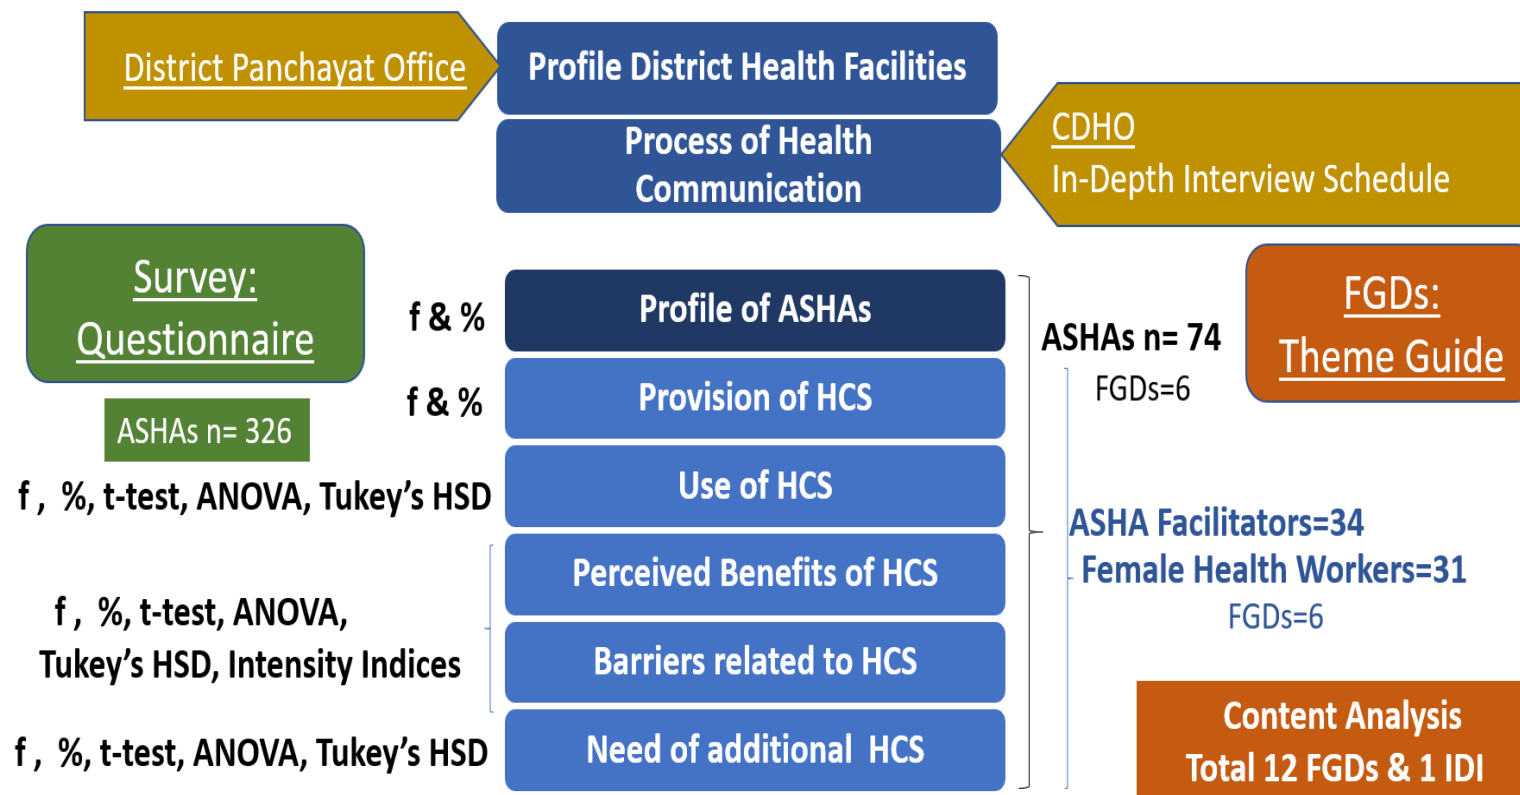 District Panchayat Office
Profile District Health Facilities
Process of Health
Communication
CDHO
In-Depth Interview Schedule
Survey:
Questionnaire
ASHAs n= 326
f & %
Profile of ASHAs
f & %
Provision of HCS
f , %, t-test, ANOVA, Tukey's HSD
Use of HCS
f , %, t-test, ANOVA,
Tukey's HSD, Intensity Indices
Perceived Benefits of HCS
Barriers related to HCS
f , %, t-test, ANOVA, Tukey's HSD
Need of additional HCS
ASHAs n= 74
FGDs=6
FGDs:
Theme Guide
ASHA Facilitators=34
Female Health Workers=31
FGDs=6
Content Analysis
Total 12 FGDs & 1 IDI